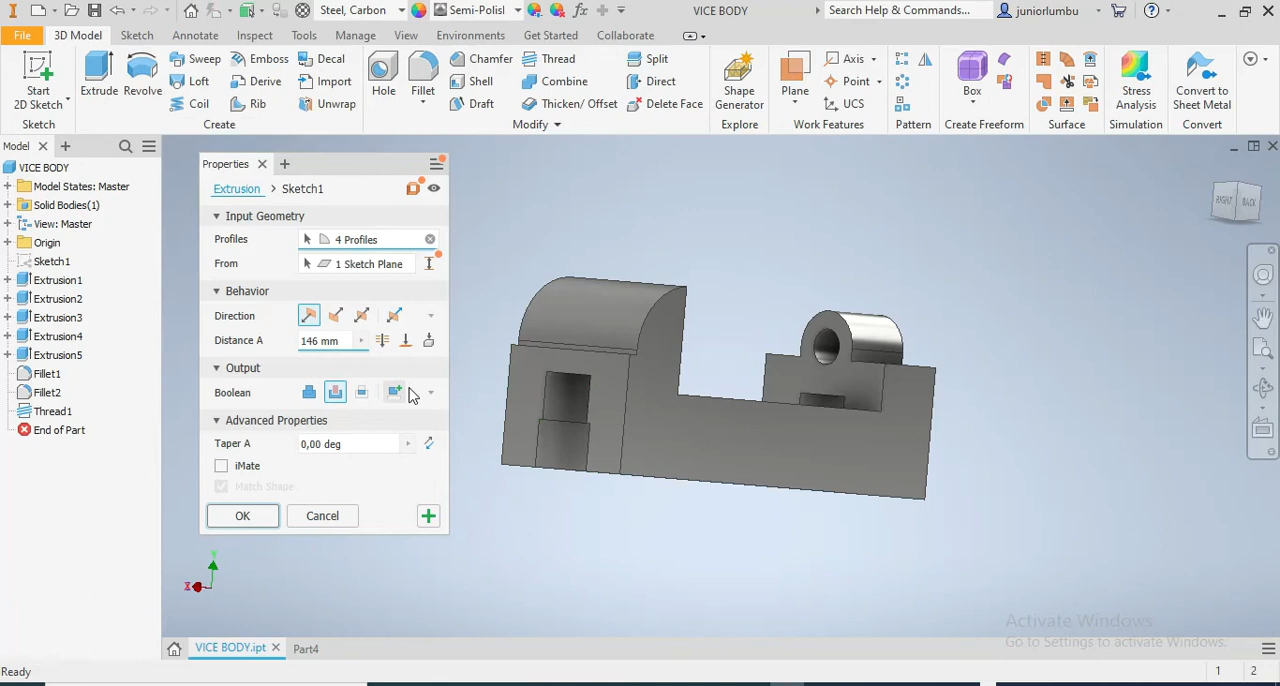 Steel, Carbon
Semi-Polisl
VICE BODY
Search Help & Commands...
juniorlumbu
File
3D Model
Sketch
Annotate
Inspect
Tools
Manage
View
Environments
Get Started
Collaborate
Start
2D Sketch
Extrude
Revolve
Sweep
Loft
Coil
Embos
Derive
Rib
Decal
Import
Unwrap
Hole
Fillet
Chamfer
Shell
Draft
Thread
Combine
Thicken/ Offset
Split
Direct
Delete Face
Shape
Generator
Plane
Axis
Point
UCS
Box
Stress
Analysis
Convert to
Sheet Metal
Sketch
Create
Modify
Explore
Work Features
Pattern
Create Freeform
Surface
Simulation
Convert
Model
VICE BODY
Model States: Master
Solid Bodies(1)
View: Master
Origin
Sketch1
Extrusion1
Extrusion2
Extrusion3
Extrusion4
Extrusion5
Fillet1
Fillet2
Thread1
End of Part
Properties
Extrusion > Sketch1
Input Geometry
Profiles
4 Profiles
From
1 Sketch Plane
Behavior
Direction
Distance A
146 mm
Output
Boolean
Advanced Properties
Taper A
0,00 deg
iMate
Match Shape
OK
Cancel
RIGHT
BACK
Activate Windows
Go to Settings to activate Windows.
VICE BODY.ipt
Part4
Ready
1
2